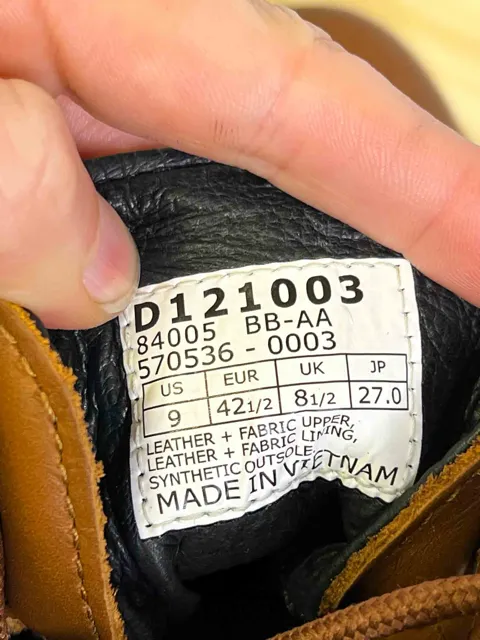 D121003
84005 BB-AA
570536 - 0003
US EUR UK JP
9 42 1/2 8 1/2 27.0
LEATHER + FABRIC UPPER,
LEATHER + FABRIC LINING,
SYNTHETIC OUTSOLE
MADE IN VIETNAM